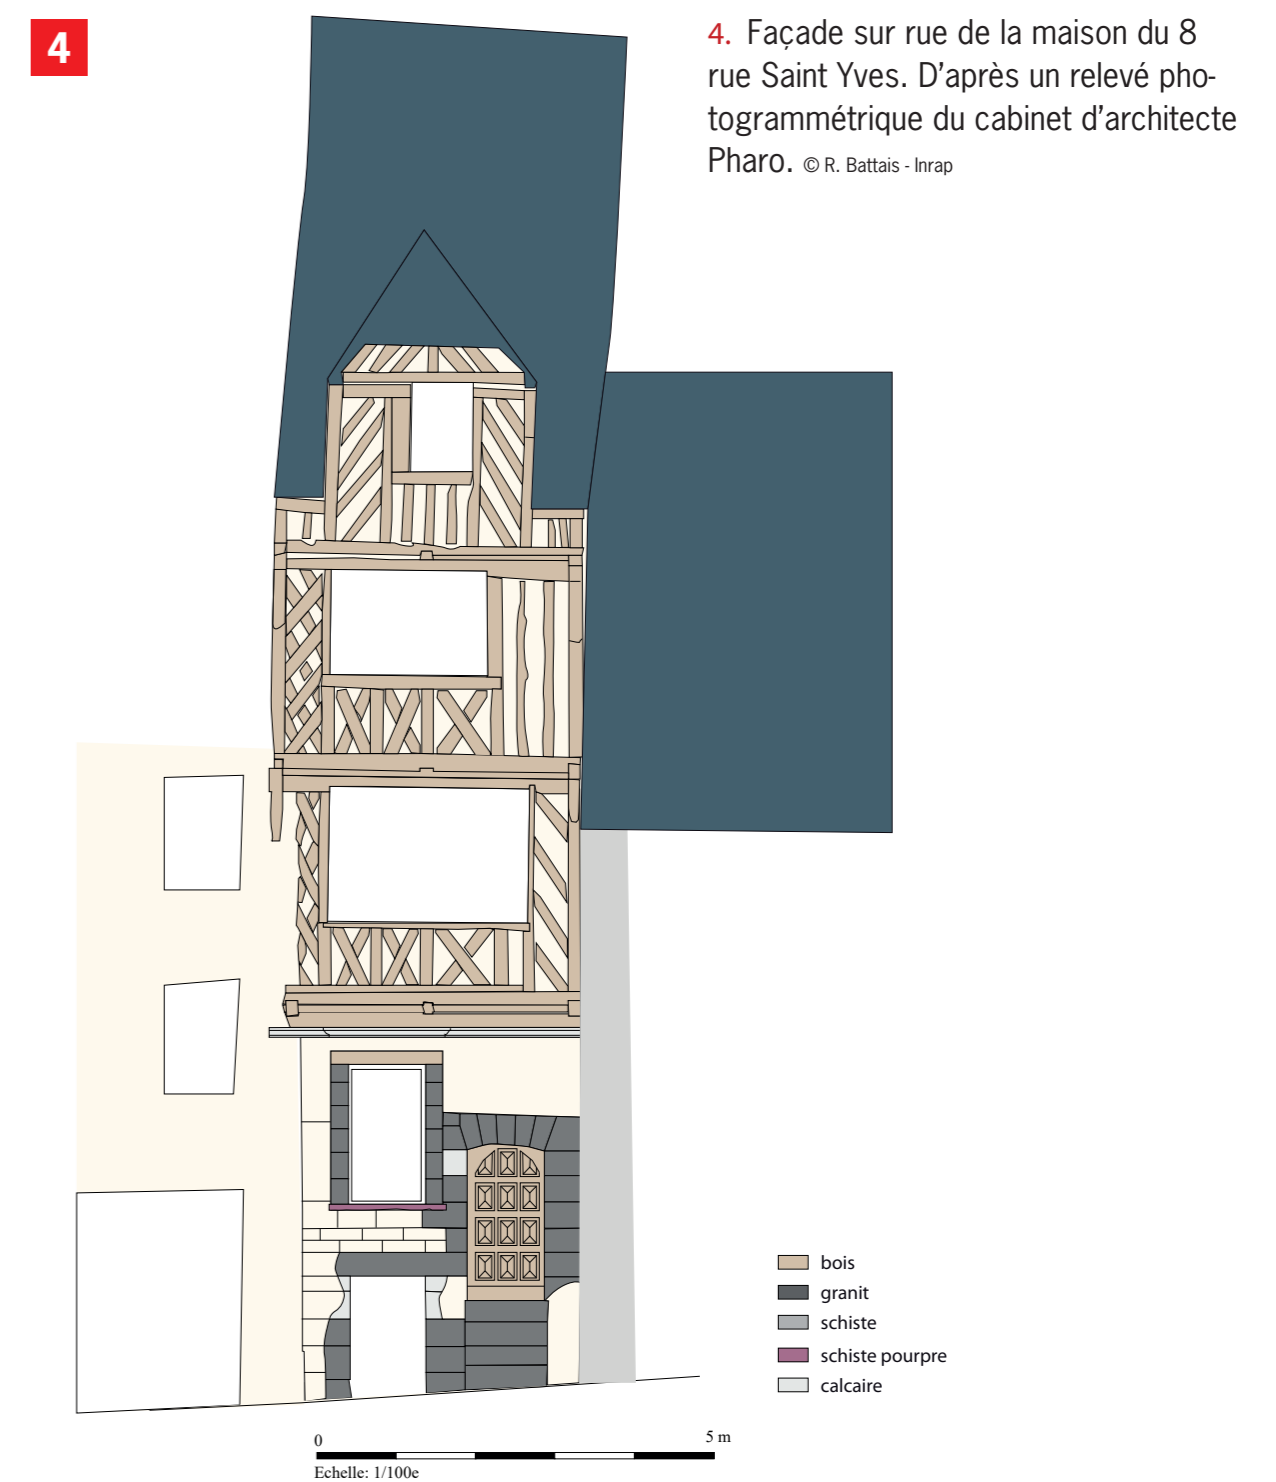 4
4. Façade sur rue de la maison du 8
rue Saint Yves. D’après un relevé pho-
togrammétrique du cabinet d’architecte
Pharo. © R. Battais - Inrap
bois
granit
schiste
schiste pourpre
calcaire
0 5 m
Echelle: 1/100e